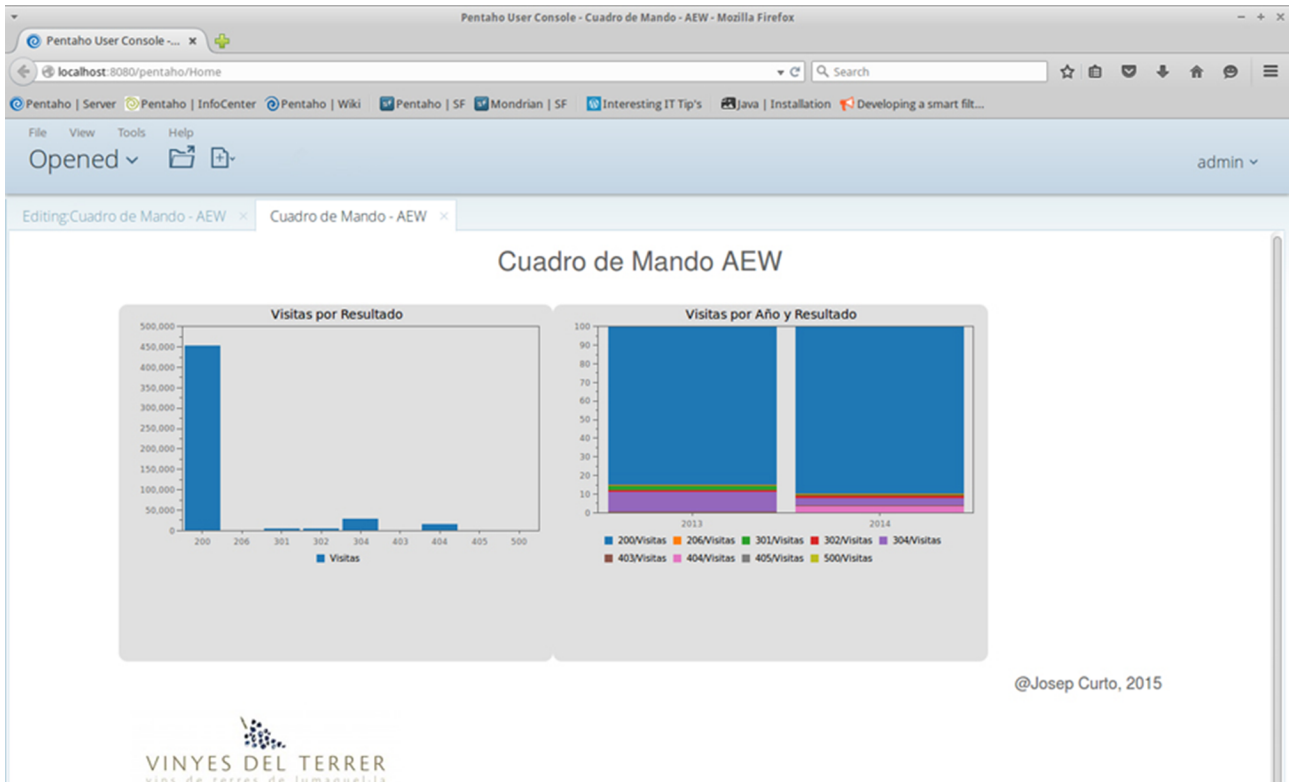 Pentaho User Console - Cuadro de Mando - AEW - Mozilla Firefox
Pentaho User Console -...
localhost:8080/pentaho/Home
Search
Pentaho | Server Pentaho | InfoCenter Pentaho | Wiki Pentaho | SF Mondrian | SF Interesting IT Tip's Java | Installation Developing a smart filt...
File View Tools Help
Opened
admin
Editing:Cuadro de Mando - AEW
Cuadro de Mando - AEW
Cuadro de Mando AEW
Visitas por Resultado
500,000
450,000
400,000
350,000
300,000
250,000
200,000
150,000
100,000
50,000
0
200 206 301 302 304 403 404 405 500
Visitas
Visitas por Año y Resultado
100
90
80
70
60
50
40
30
20
10
0
2013 2014
200/Visitas 206/Visitas 301/Visitas 302/Visitas 304/Visitas
403/Visitas 404/Visitas 405/Visitas 500/Visitas
@Josep Curto, 2015
VINYES DEL TERRER
vins de terres de llumaquel·la